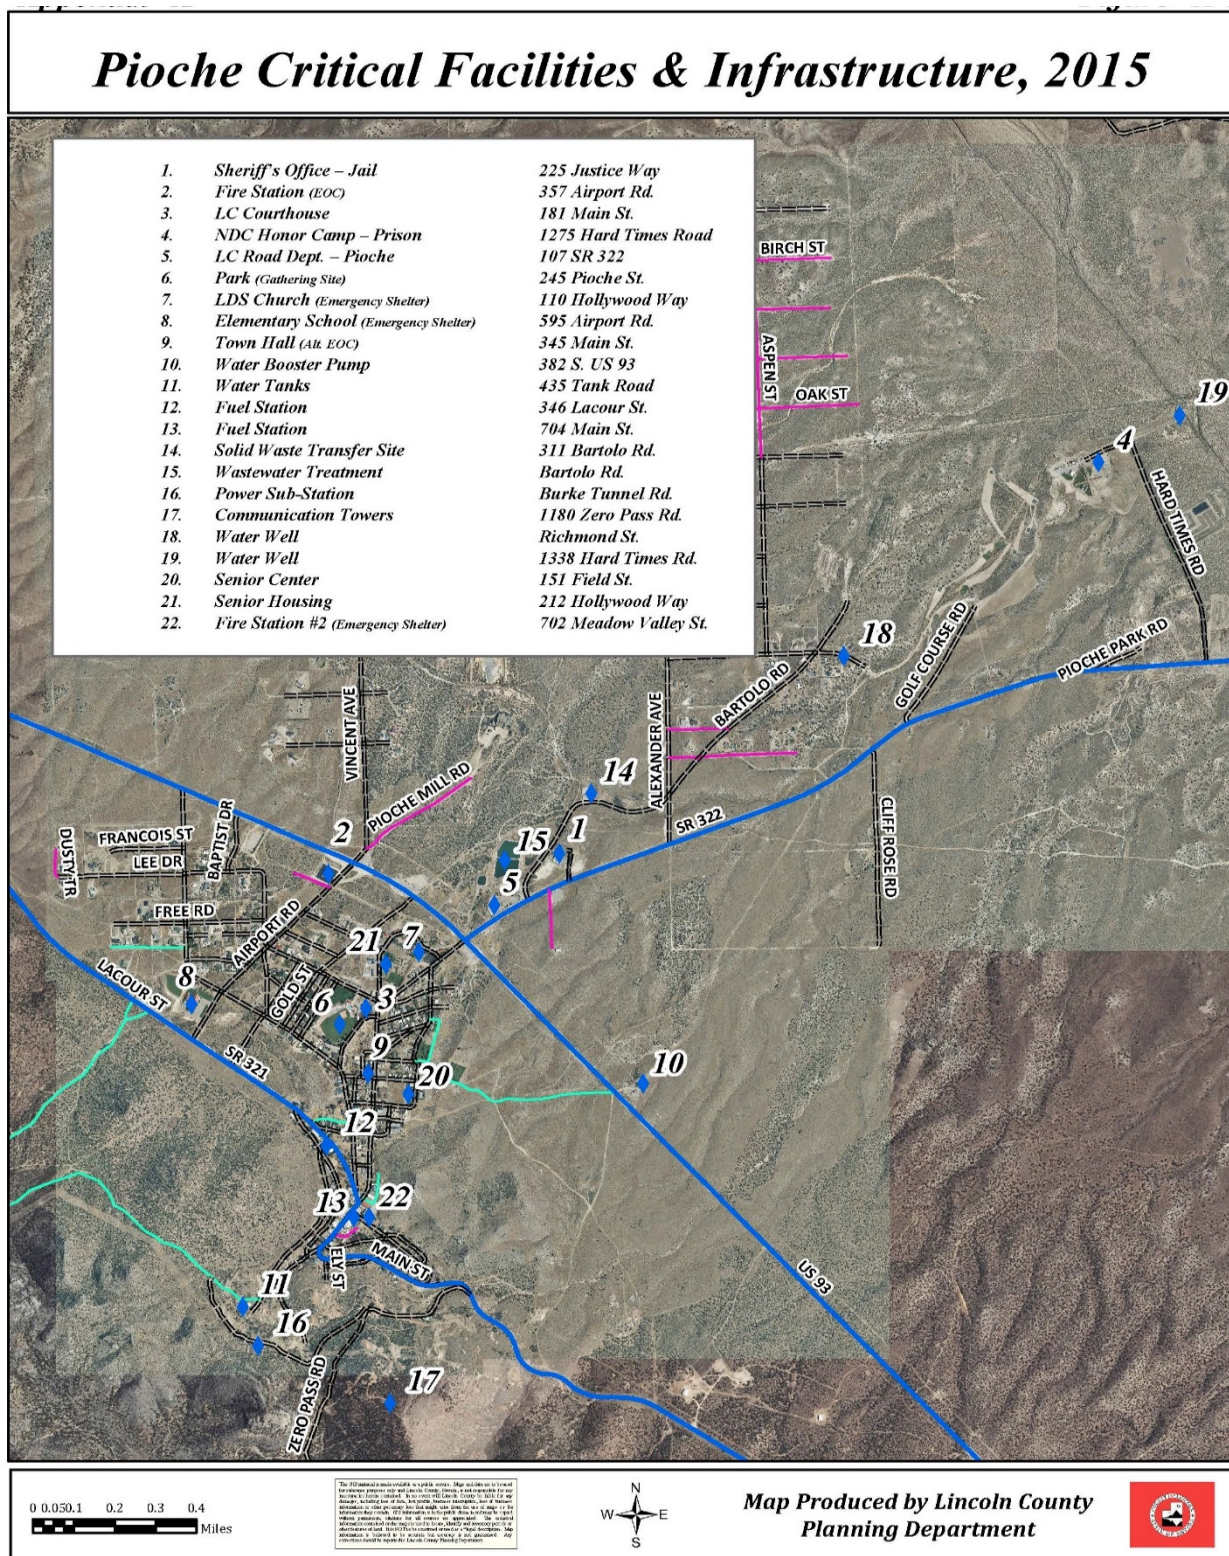 Pioche Critical Facilities & Infrastructure, 2015
1. Sheriff's Office – Jail 225 Justice Way
2. Fire Station (EOC) 357 Airport Rd.
3. LC Courthouse 181 Main St.
4. NDC Honor Camp – Prison 1275 Hard Times Road
5. LC Road Dept. – Pioche 107 SR 322
6. Park (Gathering Site) 245 Pioche St.
7. LDS Church (Emergency Shelter) 110 Hollywood Way
8. Elementary School (Emergency Shelter) 595 Airport Rd.
9. Town Hall (Alt. EOC) 345 Main St.
10. Water Booster Pump 382 S. US 93
11. Water Tanks 435 Tank Road
12. Fuel Station 346 Lacour St.
13. Fuel Station 704 Main St.
14. Solid Waste Transfer Site 311 Bartolo Rd.
15. Wastewater Treatment Bartolo Rd.
16. Power Sub-Station Burke Tunnel Rd.
17. Communication Towers 1180 Zero Pass Rd.
18. Water Well Richmond St.
19. Water Well 1338 Hard Times Rd.
20. Senior Center 151 Field St.
21. Senior Housing 212 Hollywood Way
22. Fire Station #2 (Emergency Shelter) 702 Meadow Valley St.
BIRCH ST
ASPEN ST
OAK ST
19
4
HARD TIMES RD
18
GOLF COURSE RD
PIOCHE PARK RD
BARTOLO RD
ALEXANDER AVE
VINCENT AVE
PIOCHE MILL RD
14
SR 322
CLIFF ROSE RD
DUSTY TR
FRANCOIS ST
LEE DR
BAPTIST DR
2
15
1
5
FREE RD
AIRPORT RD
21
7
LACOUR ST
8
GOLD ST
6
3
SR 321
9
20
10
12
13
22
ELY ST
MAIN ST
US 93
11
16
ZERO PASS RD
17
0 0.05 0.1 0.2 0.3 0.4
Miles
N
W E
S
Map Produced by Lincoln County
Planning Department